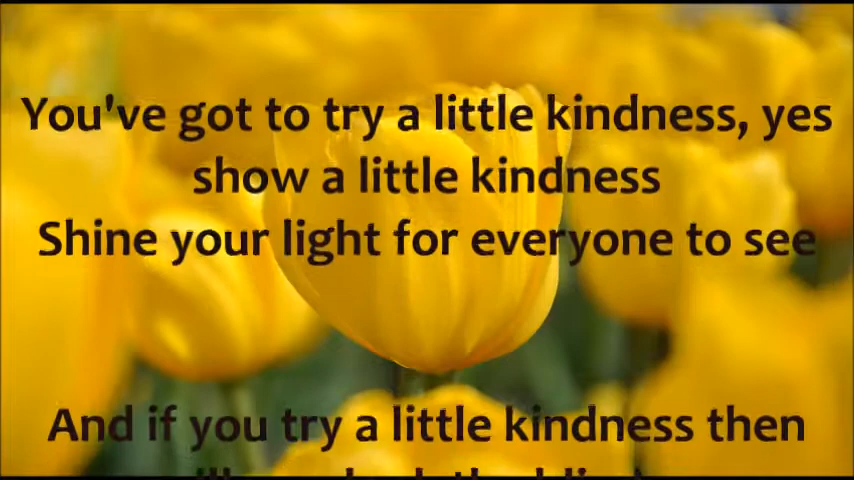 You've got to try a little kindness, yes
show a little kindness
Shine your light for everyone to see
And if you try a little kindness then